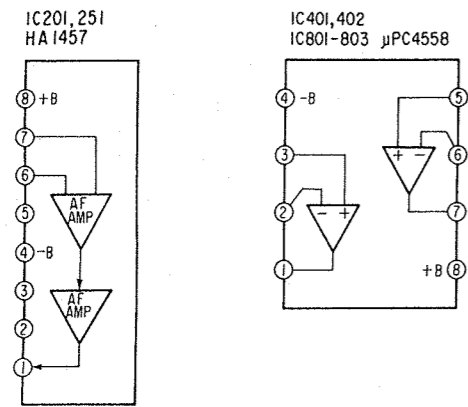 IC201,251
HA1457
8 +B
7
6
5
4 -B
3
2
1
AF
AMP
AF
AMP
IC401,402
IC801-803 μPC4558
4 -B
3
2
1
5
6
7
+B 8
+ -
- +